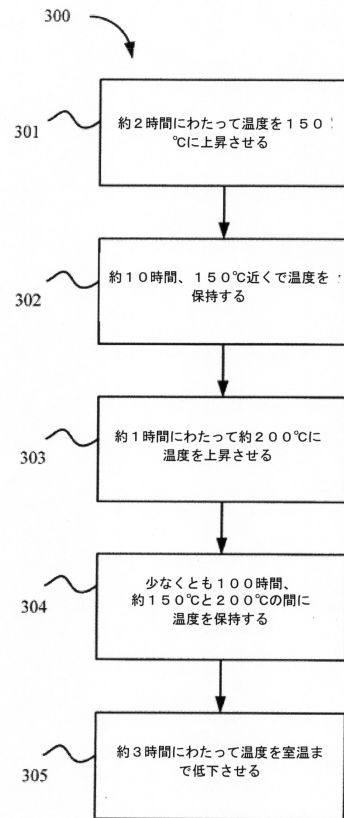 300
301
約2時間にわたって温度を150
℃に上昇させる
302
約10時間、150℃近くで温度を
保持する
303
約1時間にわたって約200℃に
温度を上昇させる
304
少なくとも100時間、
約150℃と200℃の間に
温度を保持する
305
約3時間にわたって温度を室温ま
で低下させる